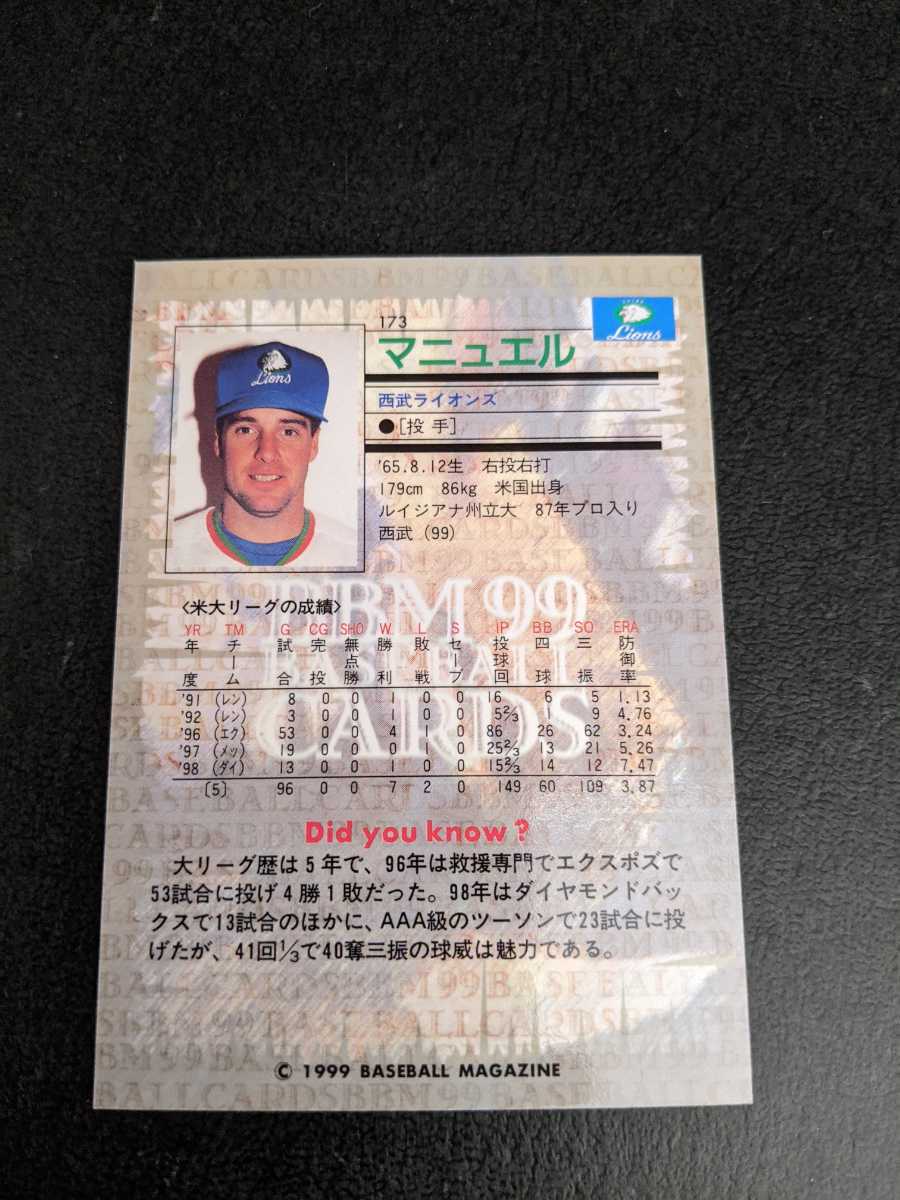 173
マニュエル
Lions
Lions
西武ライオンズ
●[投 手]
'65.8.12生 右投右打
179cm 86kg 米国出身
ルイジアナ州立大 87年プロ入り
西武(99)
BBM 99
BASEBALL
CARDS
〈米大リーグの成績〉
YR TM G CG SHO W L S IP BB SO ERA
年度 チーム 試合 完投 無点勝 勝利 敗戦 セーブ 投球回 四球 三振 防御率
'91 (レン) 8 0 0 1 0 0 16 6 5 1.13
'92 (レン) 3 0 0 1 0 0 5⅔ 1 9 4.76
'96 (エク) 53 0 0 4 1 0 86 26 62 3.24
'97 (メッ) 19 0 0 0 1 0 25⅔ 13 21 5.26
'98 (ダイ) 13 0 0 1 0 0 15⅔ 14 12 7.47
〔5〕 96 0 0 7 2 0 149 60 109 3.87
Did you know?
大リーグ歴は5年で、96年は救援専門でエクスポズで
53試合に投げ4勝1敗だった。98年はダイヤモンドバッ
クスで13試合のほかに、AAA級のツーソンで23試合に投
げたが、41回⅓で40奪三振の球威は魅力である。
© 1999 BASEBALL MAGAZINE